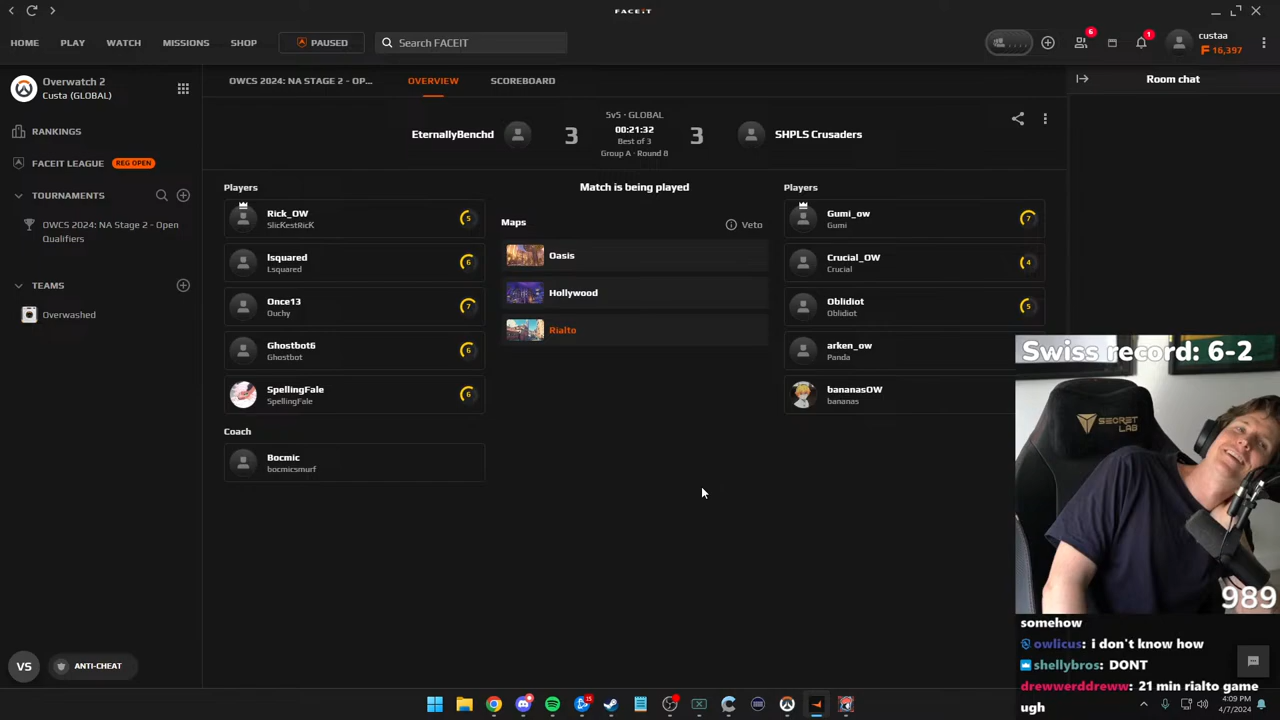 FACEIT
HOME
PLAY
WATCH
MISSIONS
SHOP
PAUSED
Search FACEIT
6
1
custaa
16,397
Overwatch 2
Custa (GLOBAL)
RANKINGS
FACEIT LEAGUE
REG OPEN
TOURNAMENTS
OWCS 2024: NA Stage 2 - Open
Qualifiers
TEAMS
Overwashed
VS
ANTI-CHEAT
OWCS 2024: NA STAGE 2 - OP...
OVERVIEW
SCOREBOARD
EternallyBenchd
3
5v5 · GLOBAL
00:21:32
Best of 3
Group A · Round 8
3
SHPLS Crusaders
Players
Rick_OW
SlicKestRicK
5
lsquared
Lsquared
6
Once13
Ouchy
7
Ghostbot6
Ghostbot
6
SpellingFale
SpellingFale
6
Coach
Bocmic
bocmicsmurf
Match is being played
Maps
Veto
Oasis
Hollywood
Rialto
Players
Gumi_ow
Gumi
7
Crucial_OW
Crucial
4
Oblidiot
Oblidiot
5
arken_ow
Panda
bananasOW
bananas
Room chat
Swiss record: 6-2
SECRET
LAB
989
somehow
owlicus: i don't know how
shellybros: DONT
drewwerddreww: 21 min rialto game
ugh
15
4:09 PM
4/7/2024